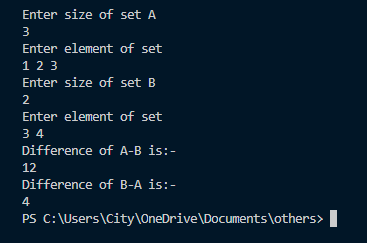 Enter size of set A
3
Enter element of set
1 2 3
Enter size of set B
2
Enter element of set
3 4
Difference of A-B is:-
12
Difference of B-A is:-
4
PS C:\Users\City\OneDrive\Documents\others>